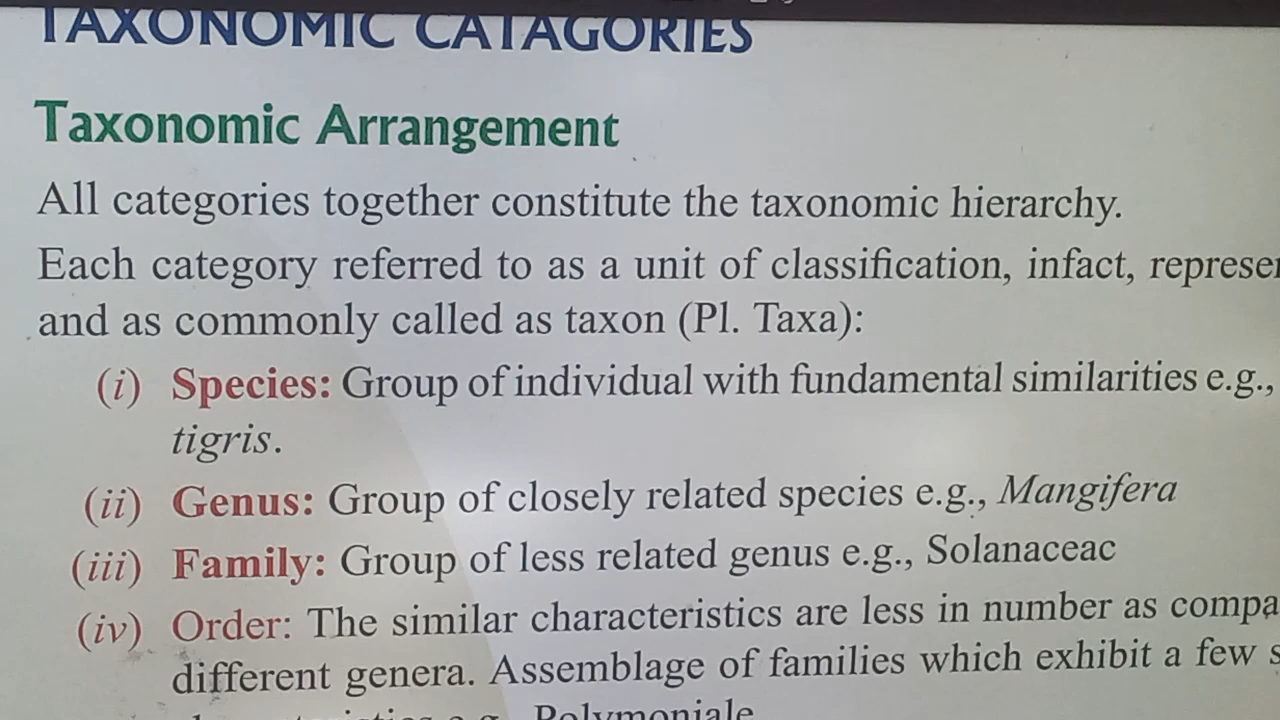 TAXONOMIC CATAGORIES
Taxonomic Arrangement
All categories together constitute the taxonomic hierarchy.
Each category referred to as a unit of classification, infact,
and as commonly called as taxon (Pl. Taxa):
(i) Species: Group of individual with fundamental similarities e.g.,
tigris.
(ii) Genus: Group of closely related species e.g., Mangifera
(iii) Family: Group of less related genus e.g., Solanaceac
(iv) Order: The similar characteristics are less in number as
different genera. Assemblage of families which exhibit a few
e.g., Polymoniale